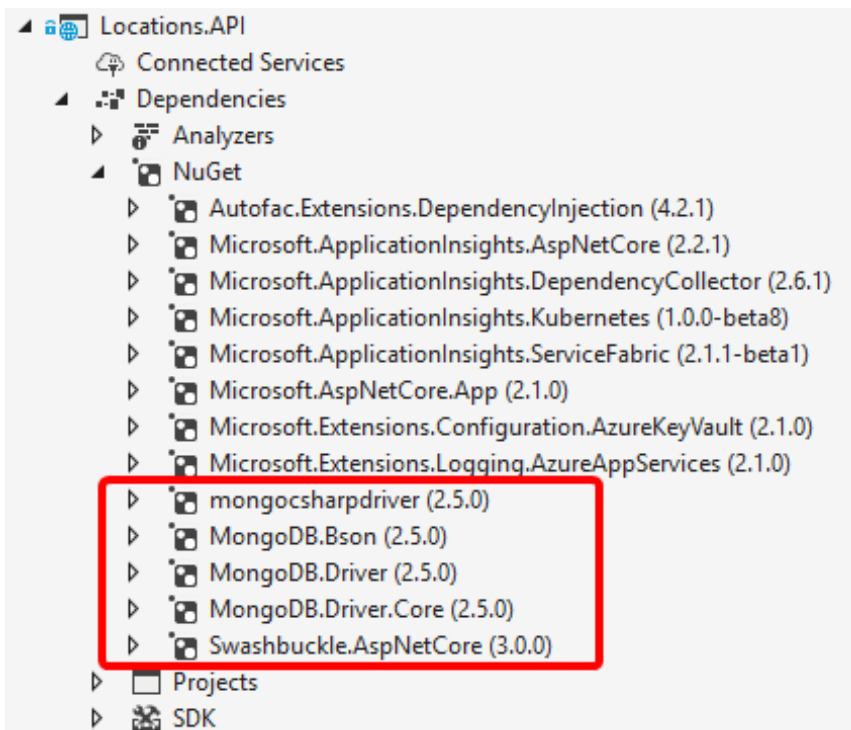 Locations.API
Connected Services
Dependencies
Analyzers
NuGet
Autofac.Extensions.DependencyInjection (4.2.1)
Microsoft.ApplicationInsights.AspNetCore (2.2.1)
Microsoft.ApplicationInsights.DependencyCollector (2.6.1)
Microsoft.ApplicationInsights.Kubernetes (1.0.0-beta8)
Microsoft.ApplicationInsights.ServiceFabric (2.1.1-beta1)
Microsoft.AspNetCore.App (2.1.0)
Microsoft.Extensions.Configuration.AzureKeyVault (2.1.0)
Microsoft.Extensions.Logging.AzureAppServices (2.1.0)
mongocsharpdriver (2.5.0)
MongoDB.Bson (2.5.0)
MongoDB.Driver (2.5.0)
MongoDB.Driver.Core (2.5.0)
Swashbuckle.AspNetCore (3.0.0)
Projects
SDK